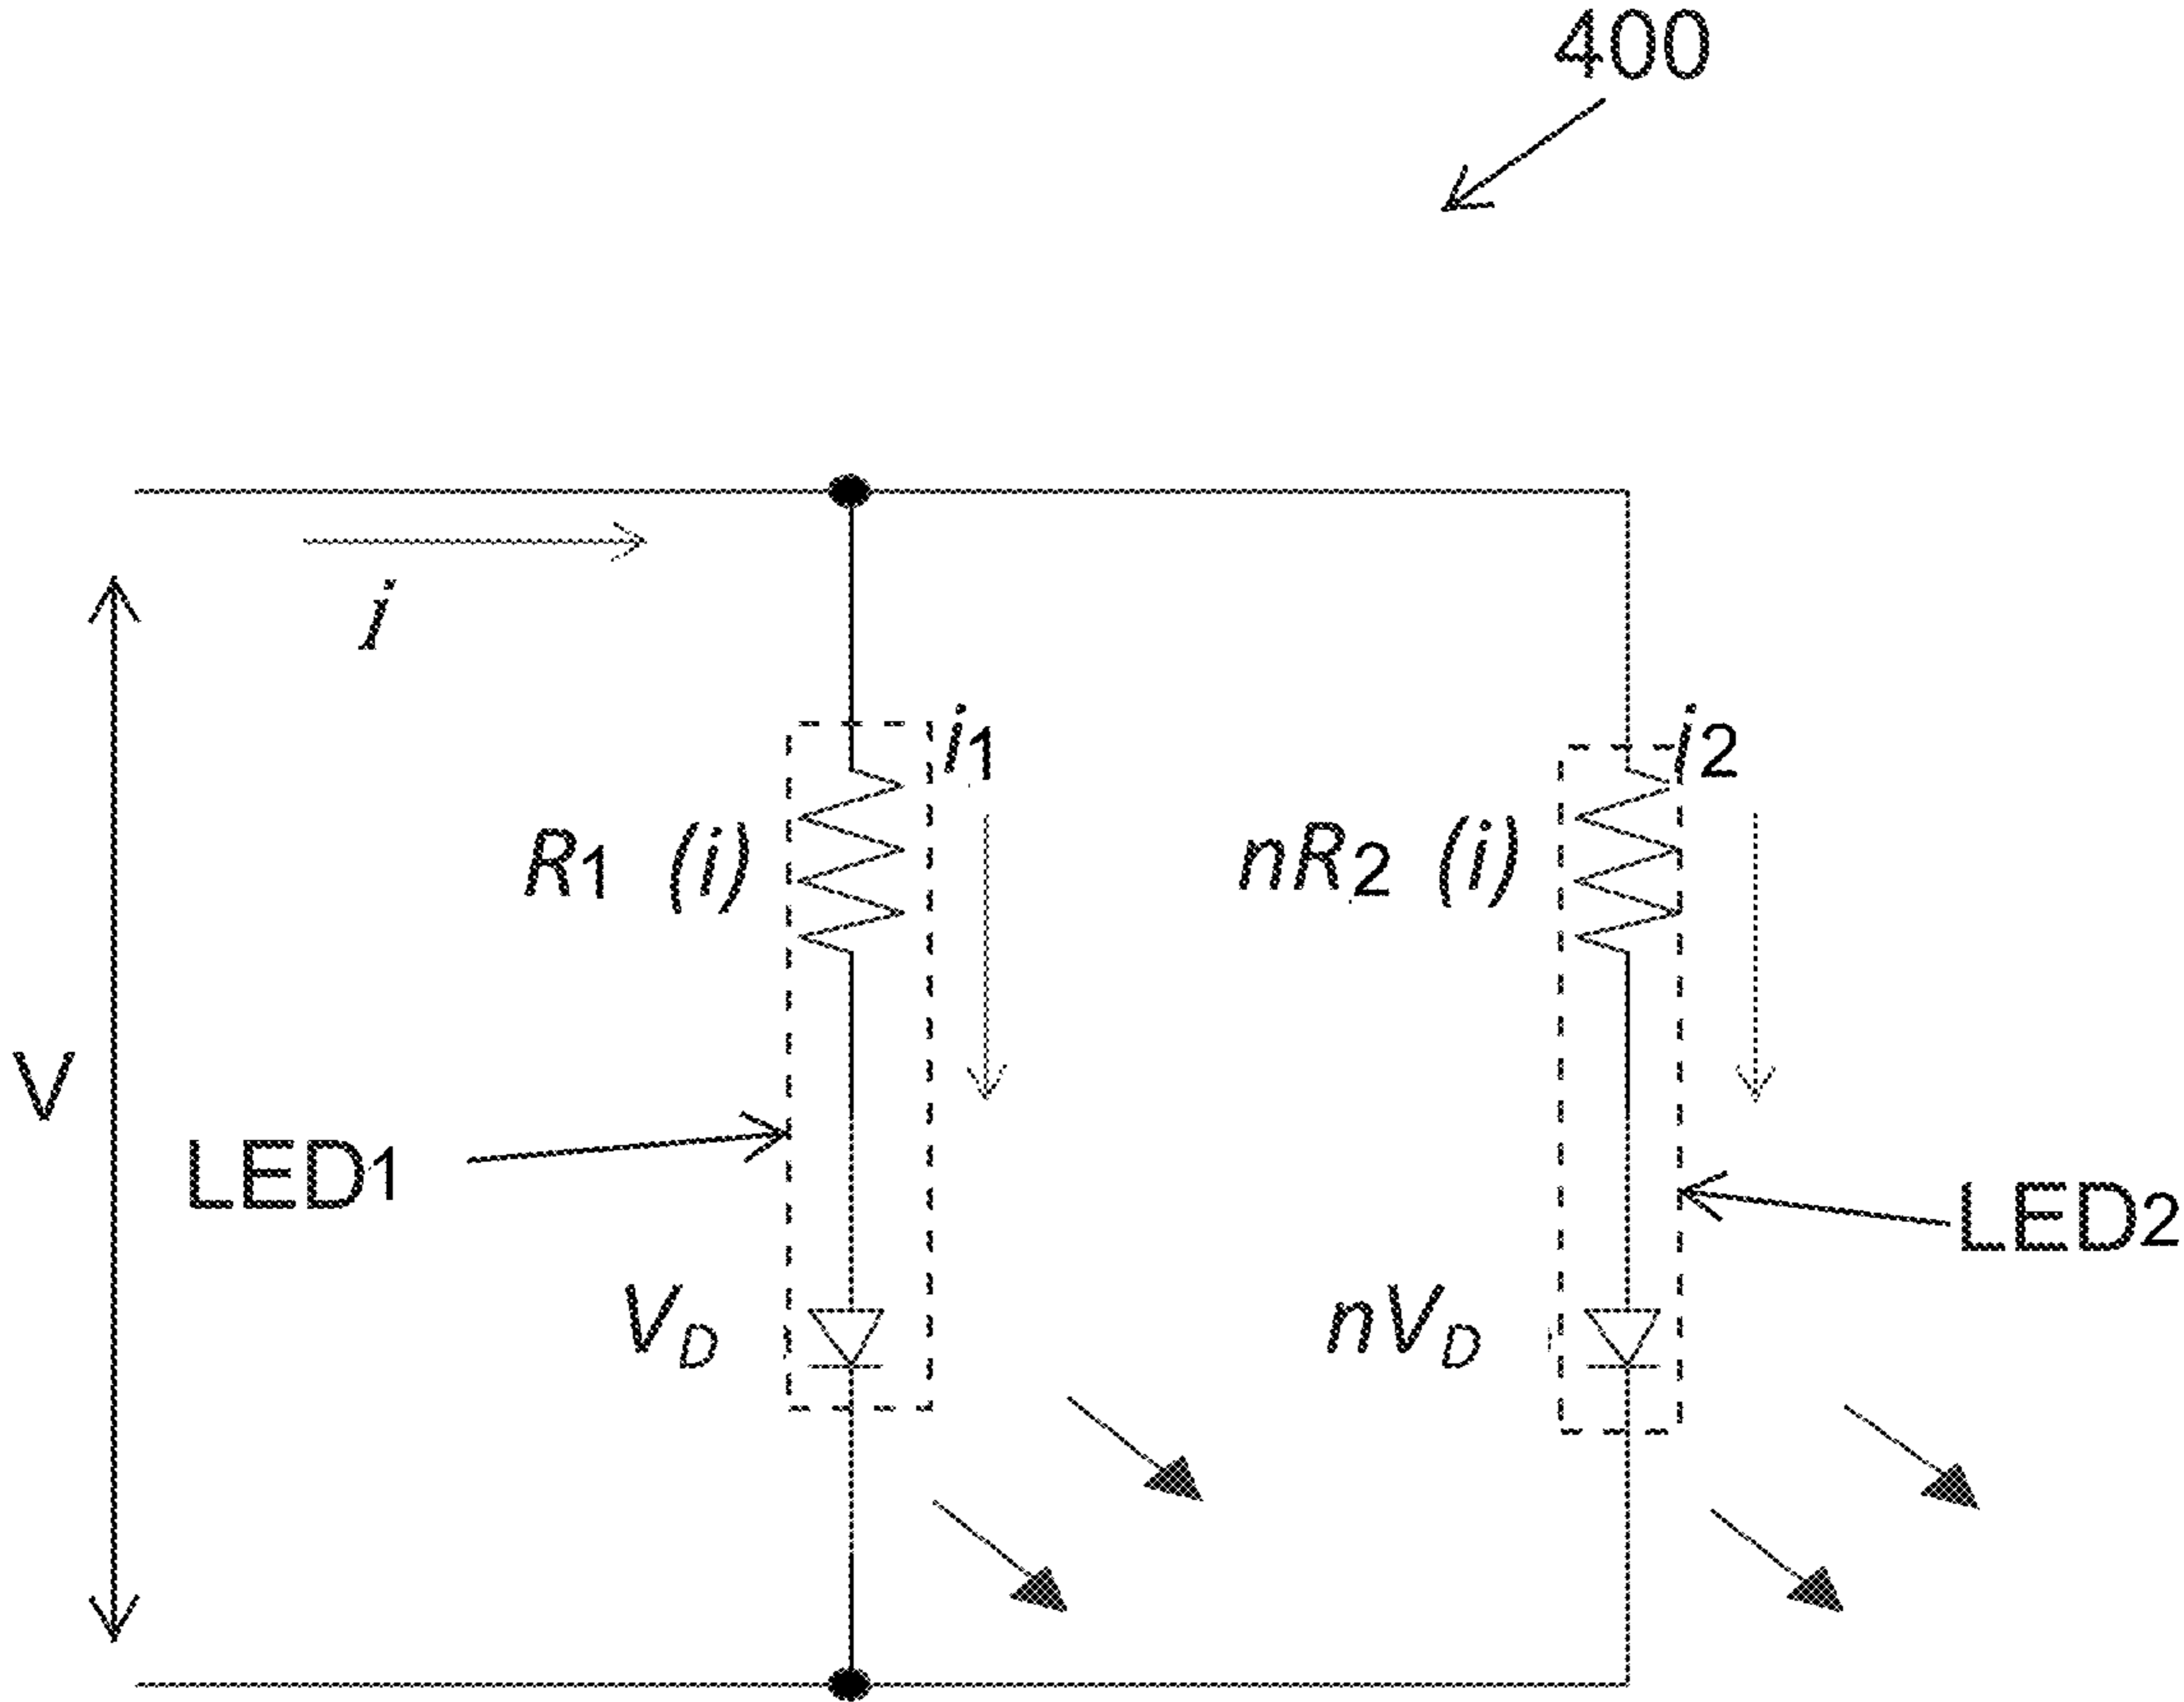 400
i
i1
i2
R1 (i)
nR2 (i)
V
LED1
LED2
VD
nVD